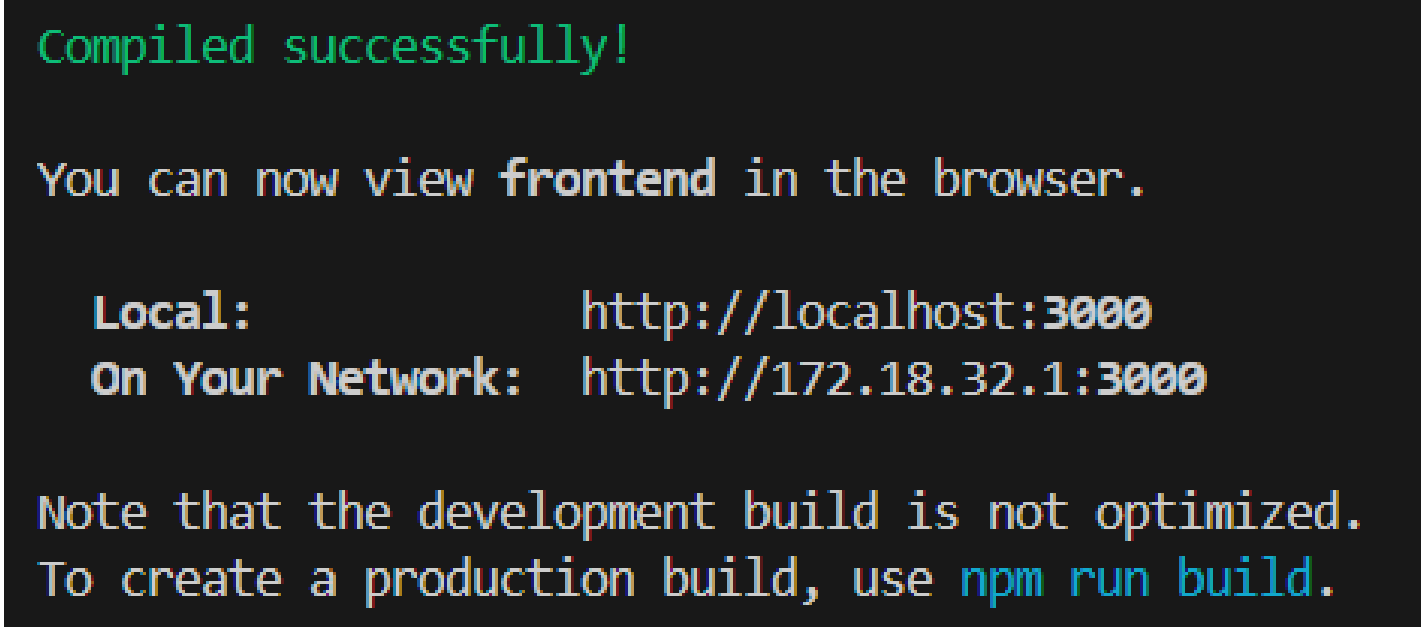 Compiled successfully!
You can now view frontend in the browser.
Local: http://localhost:3000
On Your Network: http://172.18.32.1:3000
Note that the development build is not optimized.
To create a production build, use npm run build.